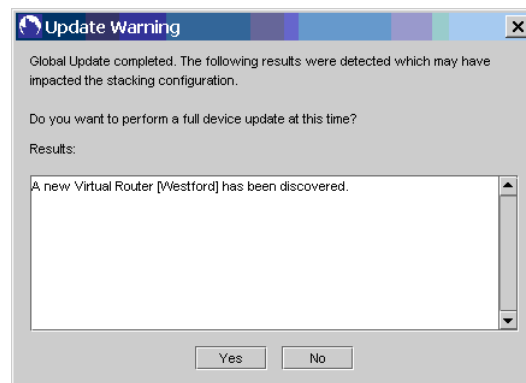 Update Warning
Global Update completed. The following results were detected which may have
impacted the stacking configuration.
Do you want to perform a full device update at this time?
Results:
A new Virtual Router [Westford] has been discovered.
Yes No